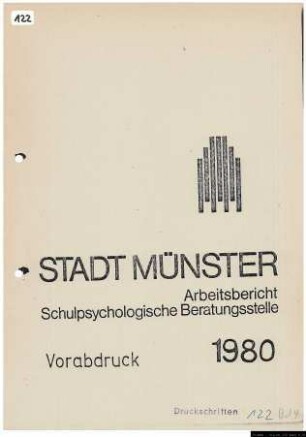 122
STADT MÜNSTER
Arbeitsbericht
Schulpsychologische Beratungsstelle
Vorabdruck 1980
Druckschriften 122